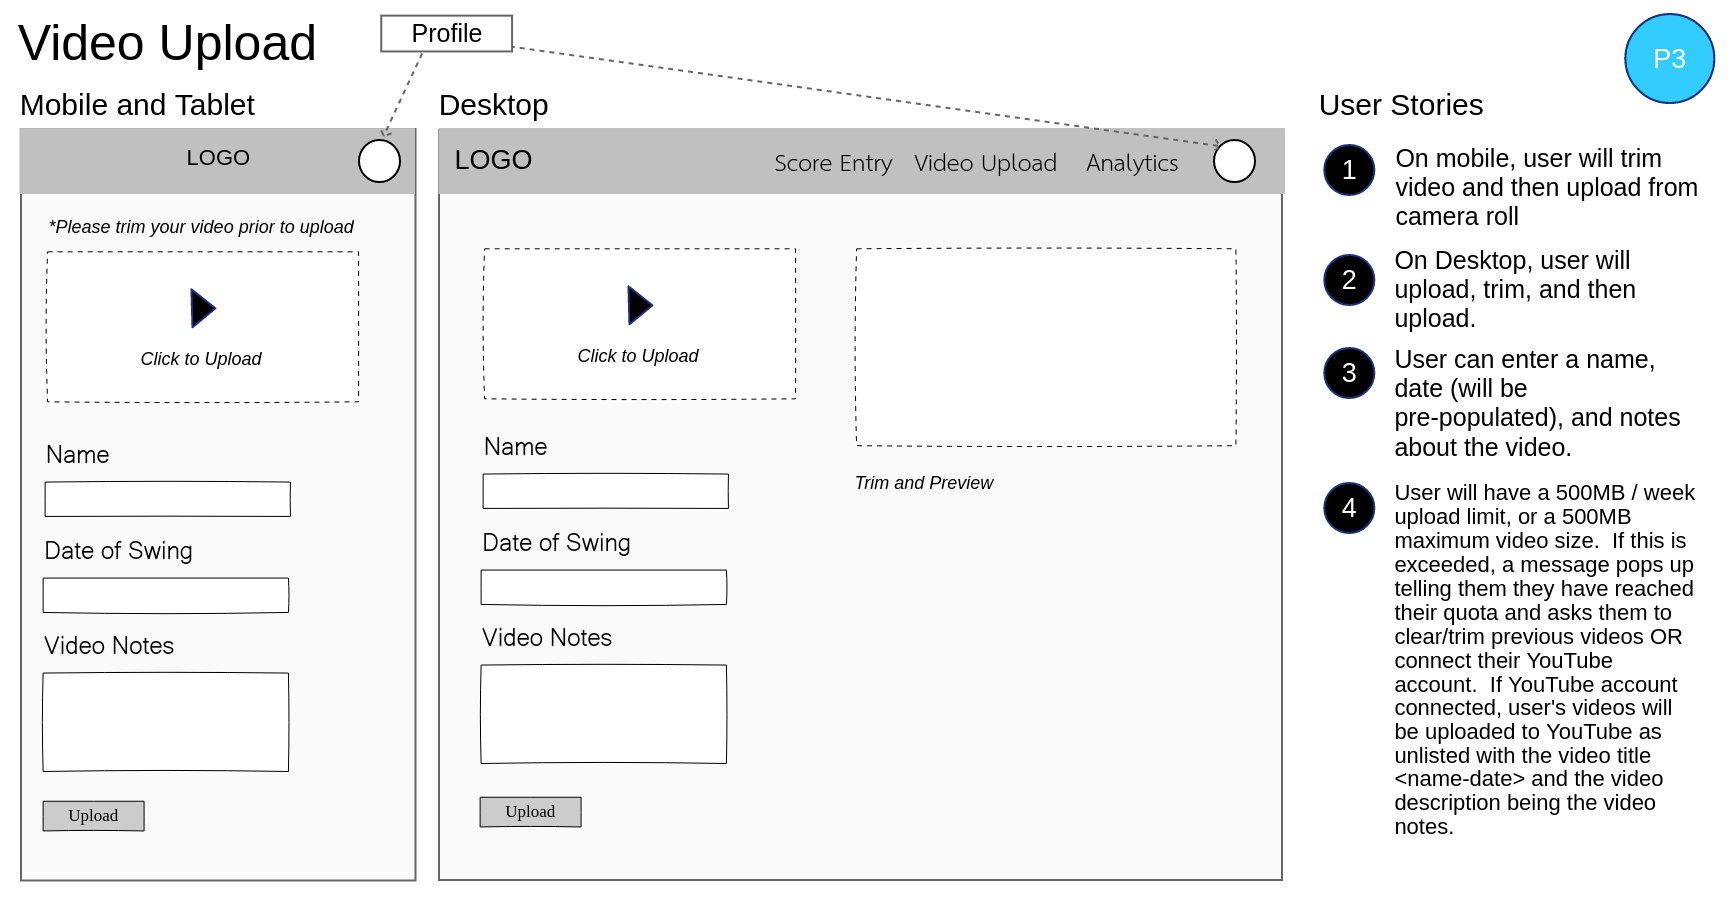 Video Upload
Profile
P3
Mobile and Tablet
LOGO
*Please trim your video prior to upload
Click to Upload
Name
Date of Swing
Video Notes
Upload
Desktop
LOGO
Score Entry
Video Upload
Analytics
Click to Upload
Name
Date of Swing
Video Notes
Upload
Trim and Preview
User Stories
1
On mobile, user will trim
video and then upload from
camera roll
2
On Desktop, user will
upload, trim, and then
upload.
3
User can enter a name,
date (will be
pre-populated), and notes
about the video.
4
User will have a 500MB / week
upload limit, or a 500MB
maximum video size.  If this is
exceeded, a message pops up
telling them they have reached
their quota and asks them to
clear/trim previous videos OR
connect their YouTube
account.  If YouTube account
connected, user's videos will
be uploaded to YouTube as
unlisted with the video title
<name-date> and the video
description being the video
notes.